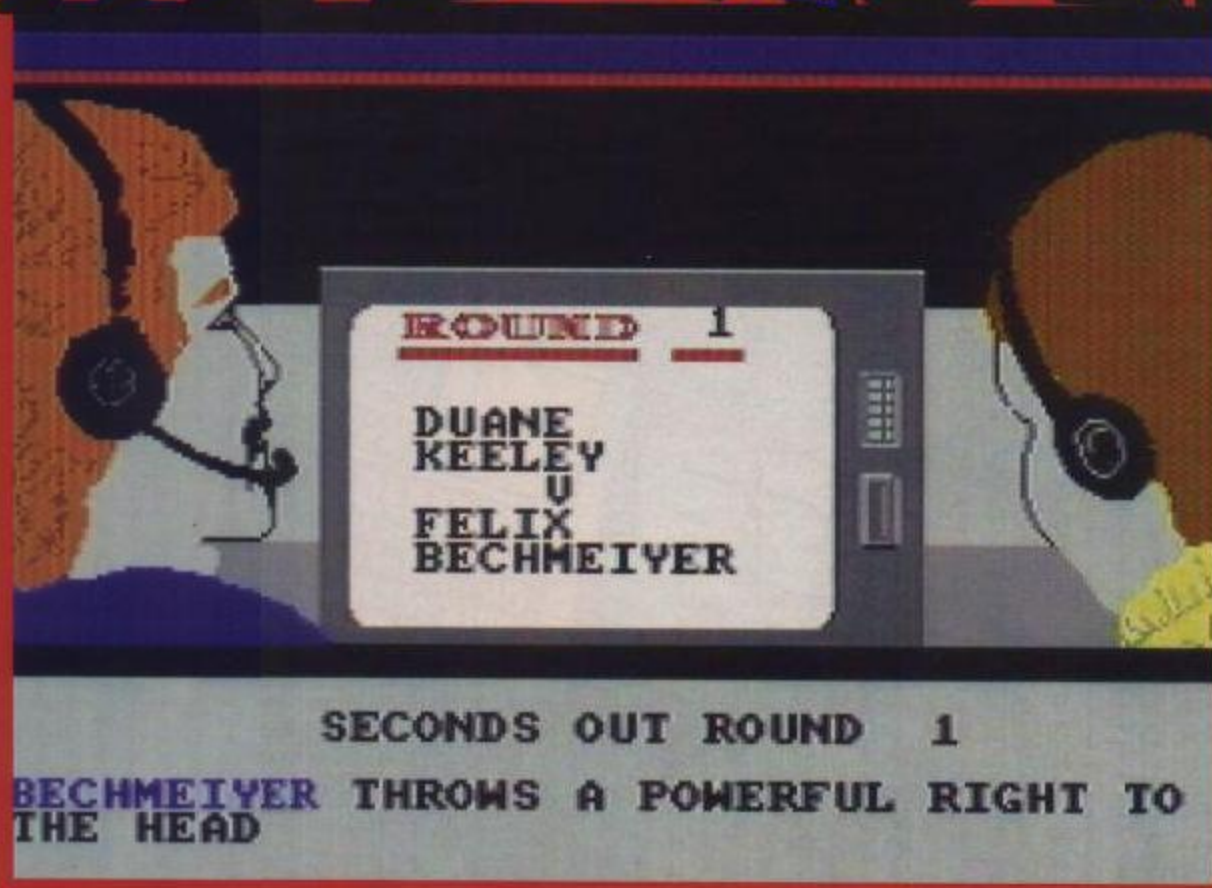 ROUND 1
DUANE
KEELEY
V
FELIX
BECHMEIYER
SECONDS OUT ROUND 1
BECHMEIYER THROWS A POWERFUL RIGHT TO
THE HEAD